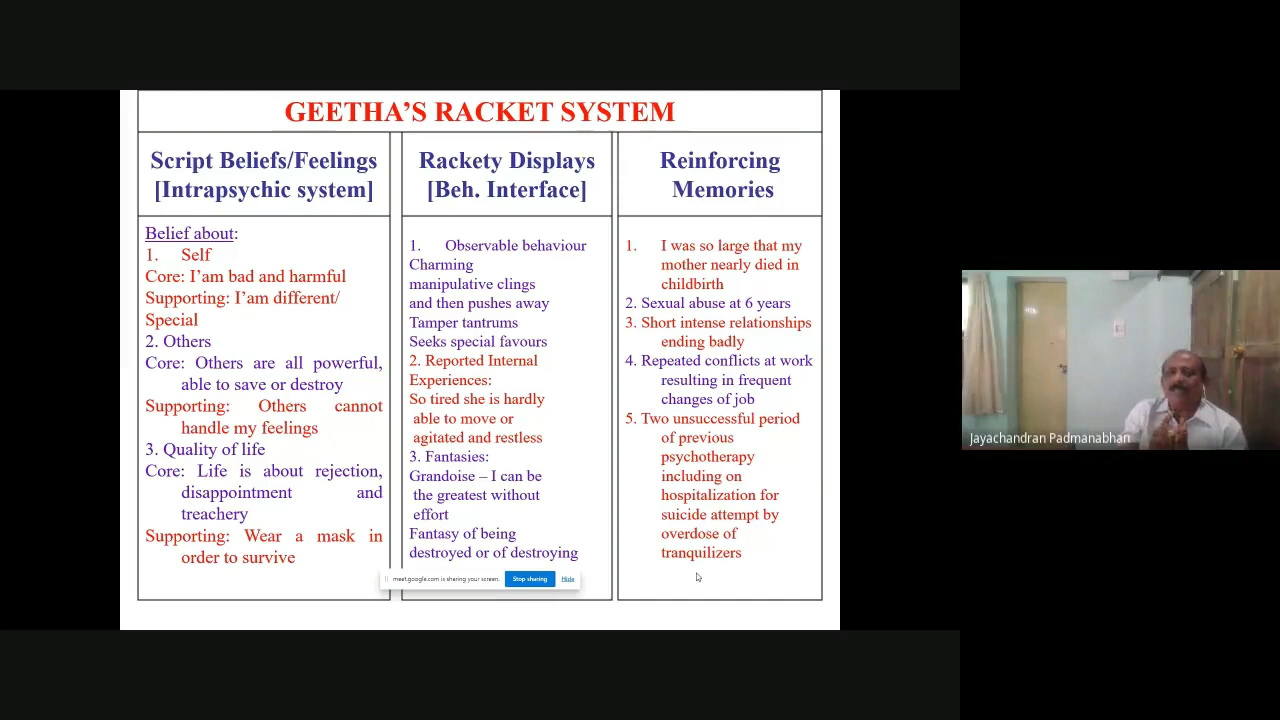 GEETHA'S RACKET SYSTEM
Script Beliefs/Feelings
[Intrapsychic system]
Belief about:
1. Self
Core: I'am bad and harmful
Supporting: I'am different/
Special
2. Others
Core: Others are all powerful,
able to save or destroy
Supporting: Others cannot
handle my feelings
3. Quality of life
Core: Life is about rejection,
disappointment and
treachery
Supporting: Wear a mask in
order to survive
Rackety Displays
[Beh. Interface]
1. Observable behaviour
Charming
manipulative clings
and then pushes away
Tamper tantrums
Seeks special favours
2. Reported Internal
Experiences:
So tired she is hardly
able to move or
agitated and restless
3. Fantasies:
Grandoise – I can be
the greatest without
effort
Fantasy of being
destroyed or of destroying
Reinforcing
Memories
1. I was so large that my
mother nearly died in
childbirth
2. Sexual abuse at 6 years
3. Short intense relationships
ending badly
4. Repeated conflicts at work
resulting in frequent
changes of job
5. Two unsuccessful period
of previous
psychotherapy
including on
hospitalization for
suicide attempt by
overdose of
tranquilizers
meet.google.com is sharing your screen.
Stop sharing
Hide
Jayachandran Padmanabhan